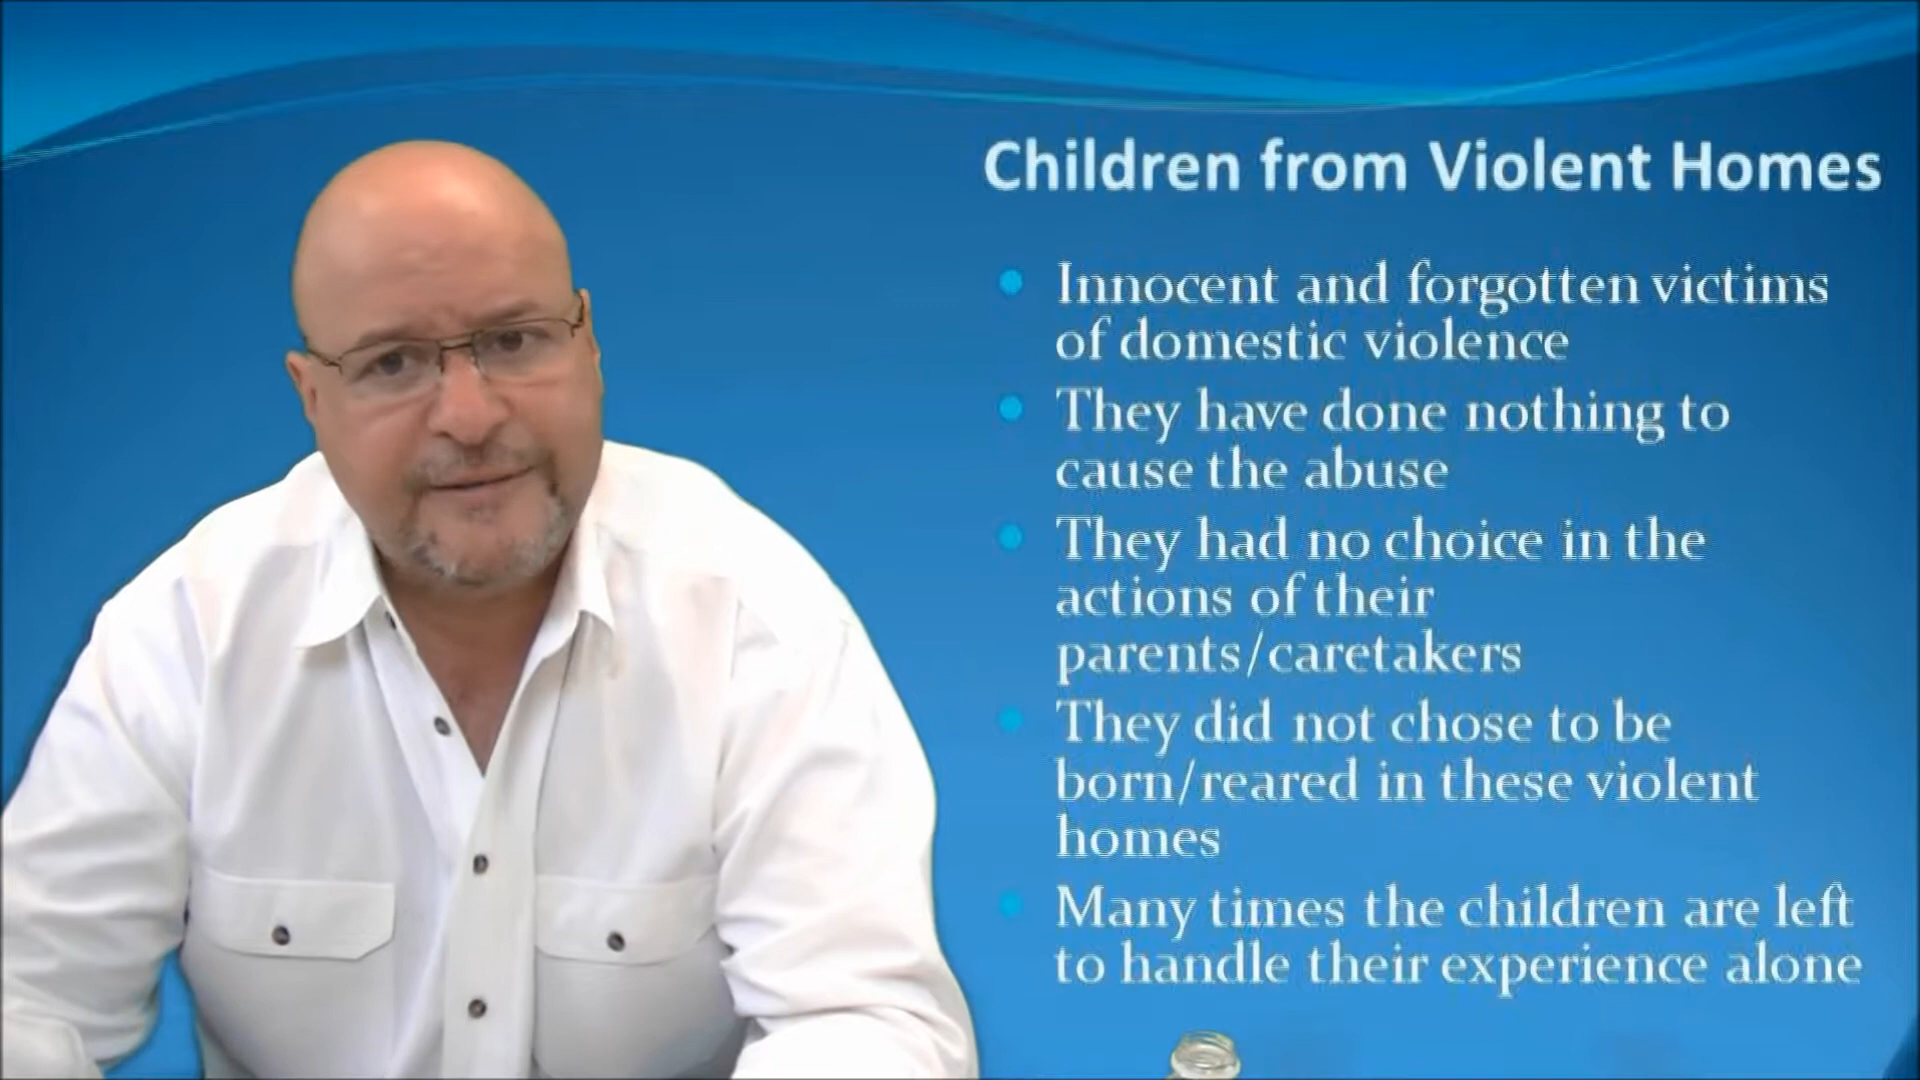 Children from Violent Homes
Innocent and forgotten victims
of domestic violence
They have done nothing to
cause the abuse
They had no choice in the
actions of their
parents/caretakers
They did not chose to be
born/reared in these violent
homes
Many times the children are left
to handle their experience alone